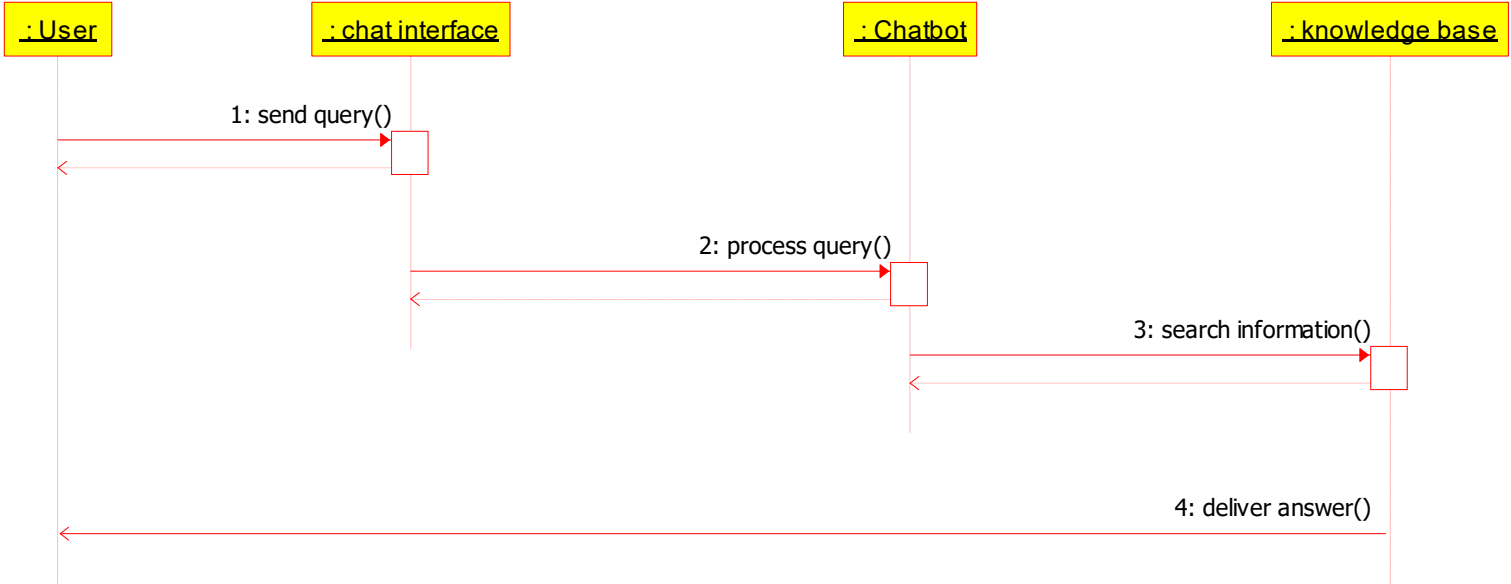 : User
: chat interface
: Chatbot
: knowledge base
1: send query()
2: process query()
3: search information()
4: deliver answer()